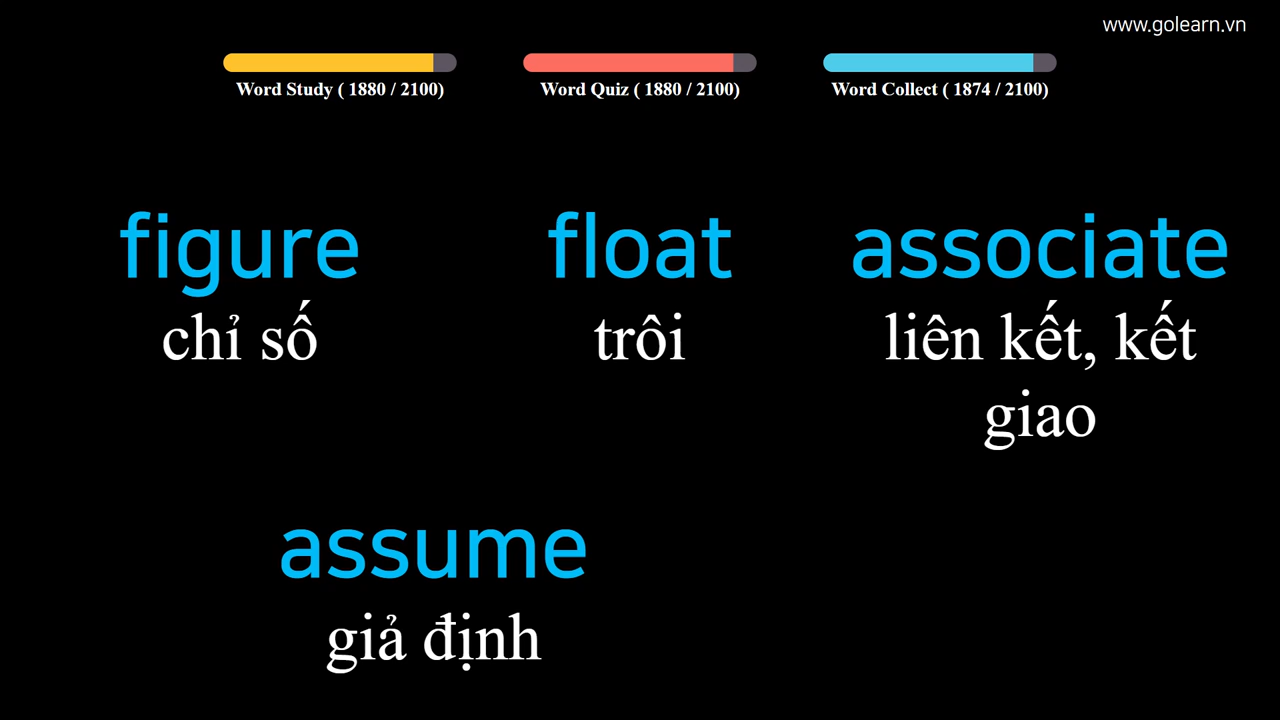 www.golearn.vn
Word Study ( 1880 / 2100)
Word Quiz ( 1880 / 2100)
Word Collect ( 1874 / 2100)
figure
chỉ số
float
trôi
associate
liên kết, kết
giao
assume
giả định